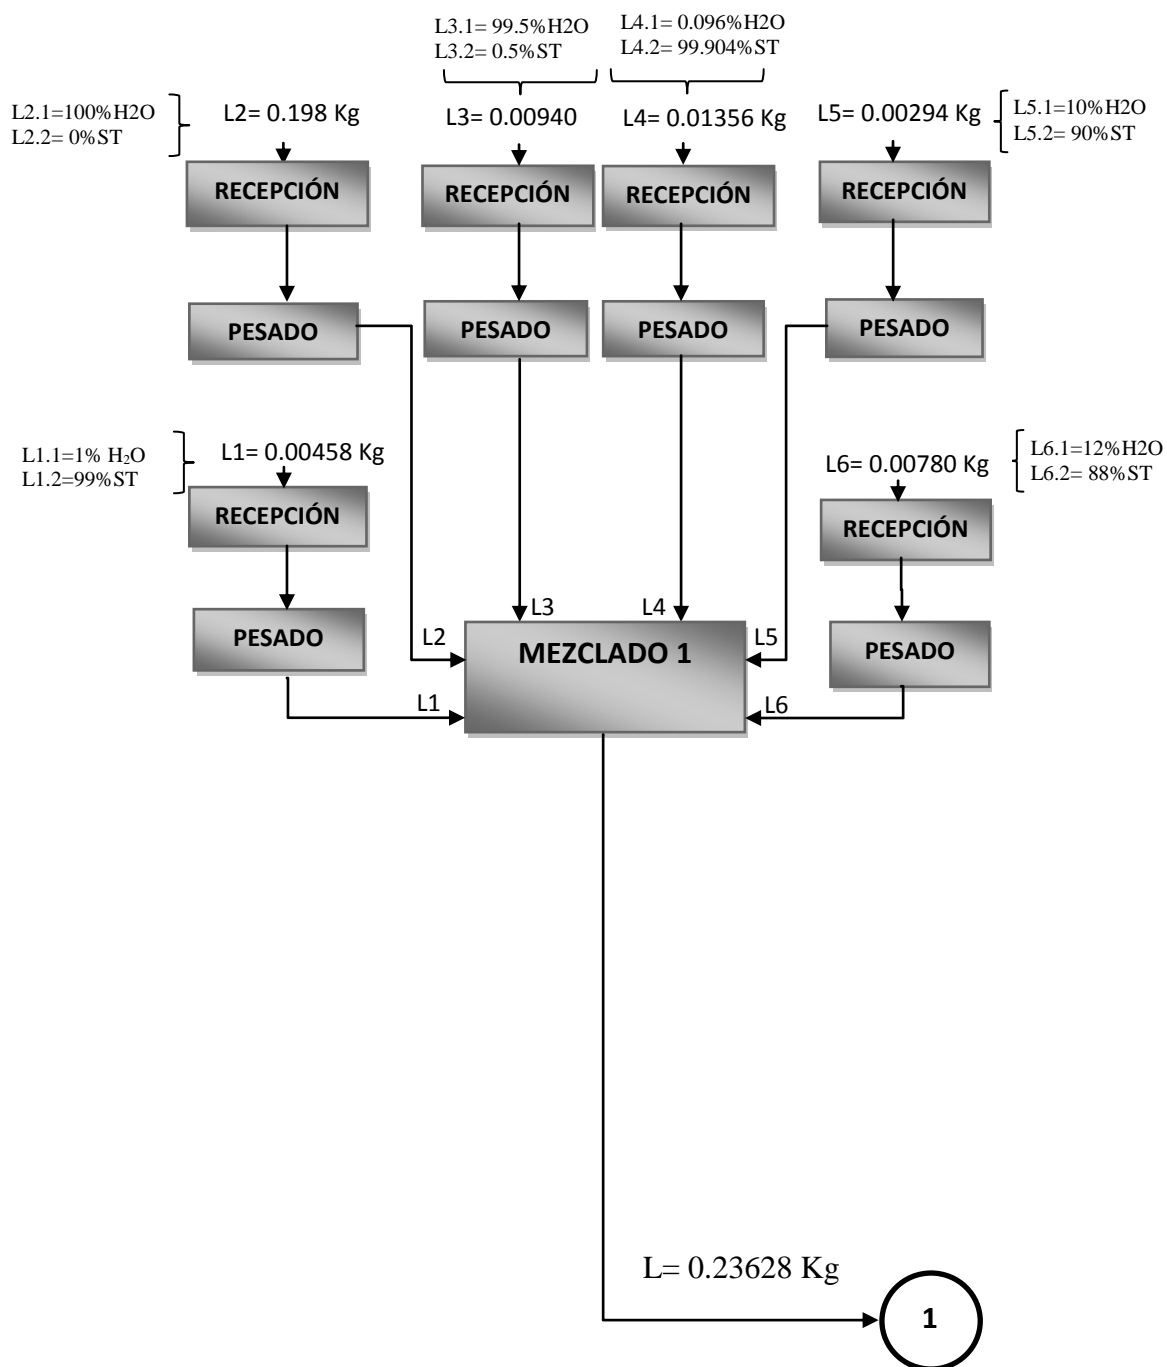 L3.1= 99.5%H2O
L3.2= 0.5%ST
L4.1= 0.096%H2O
L4.2= 99.904%ST
L2.1=100%H2O
L2.2= 0%ST
L2= 0.198 Kg
L3= 0.00940
L4= 0.01356 Kg
L5= 0.00294 Kg
L5.1= 10%H2O
L5.2= 90%ST
RECEPCIÓN
RECEPCIÓN
RECEPCIÓN
RECEPCIÓN
PESADO
PESADO
PESADO
PESADO
L1.1=1% H₂O
L1.2=99%ST
L1= 0.00458 Kg
L6= 0.00780 Kg
L6.1=12%H2O
L6.2= 88%ST
RECEPCIÓN
RECEPCIÓN
PESADO
PESADO
L3
L4
L2
L5
MEZCLADO 1
L1
L6
L= 0.23628 Kg
1